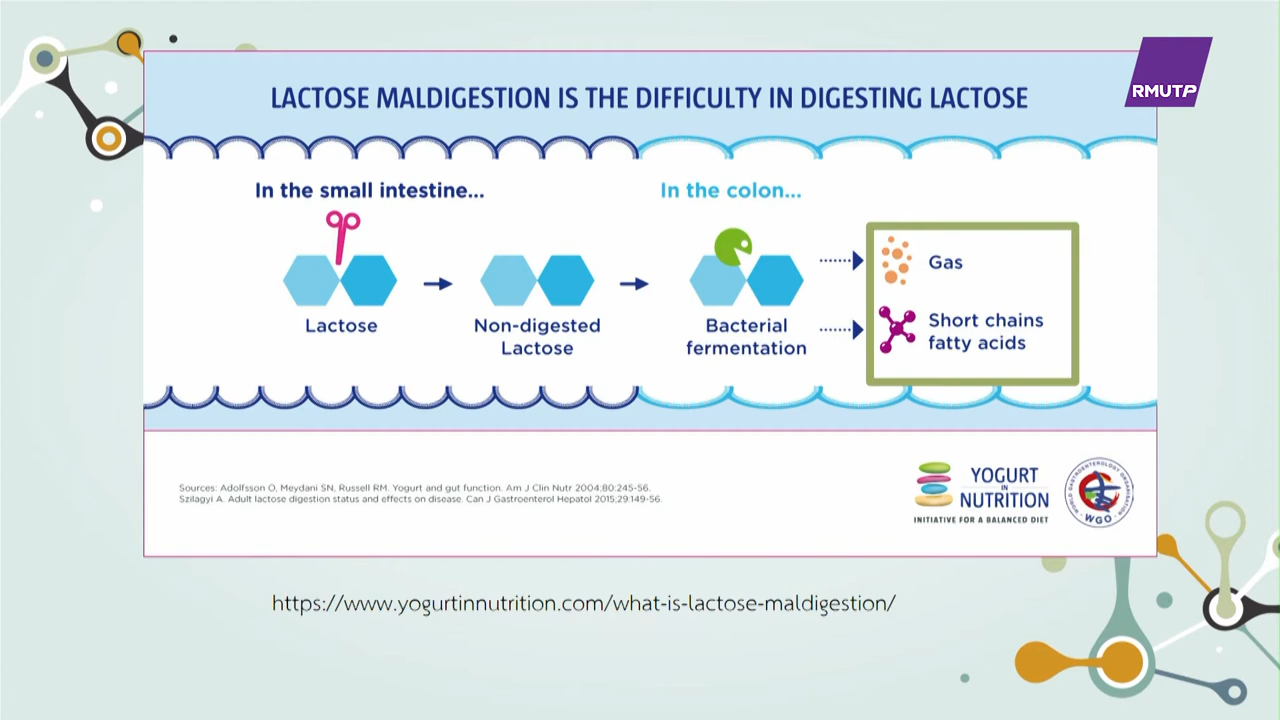 RMUTP
LACTOSE MALDIGESTION IS THE DIFFICULTY IN DIGESTING LACTOSE
In the small intestine...
Lactose
Non-digested
Lactose
In the colon...
Bacterial
fermentation
Gas
Short chains
fatty acids
Sources: Adolfsson O, Meydani SN, Russell RM. Yogurt and gut function. Am J Clin Nutr 2004;80:245-56.
Szilagyi A. Adult lactose digestion status and effects on disease. Can J Gastroenterol Hepatol 2015;29:149-56.
YOGURT
IN
NUTRITION
INITIATIVE FOR A BALANCED DIET
WORLD GASTROENTEROLOGY ORGANISATION
WGO
https://www.yogurtinnutrition.com/what-is-lactose-maldigestion/